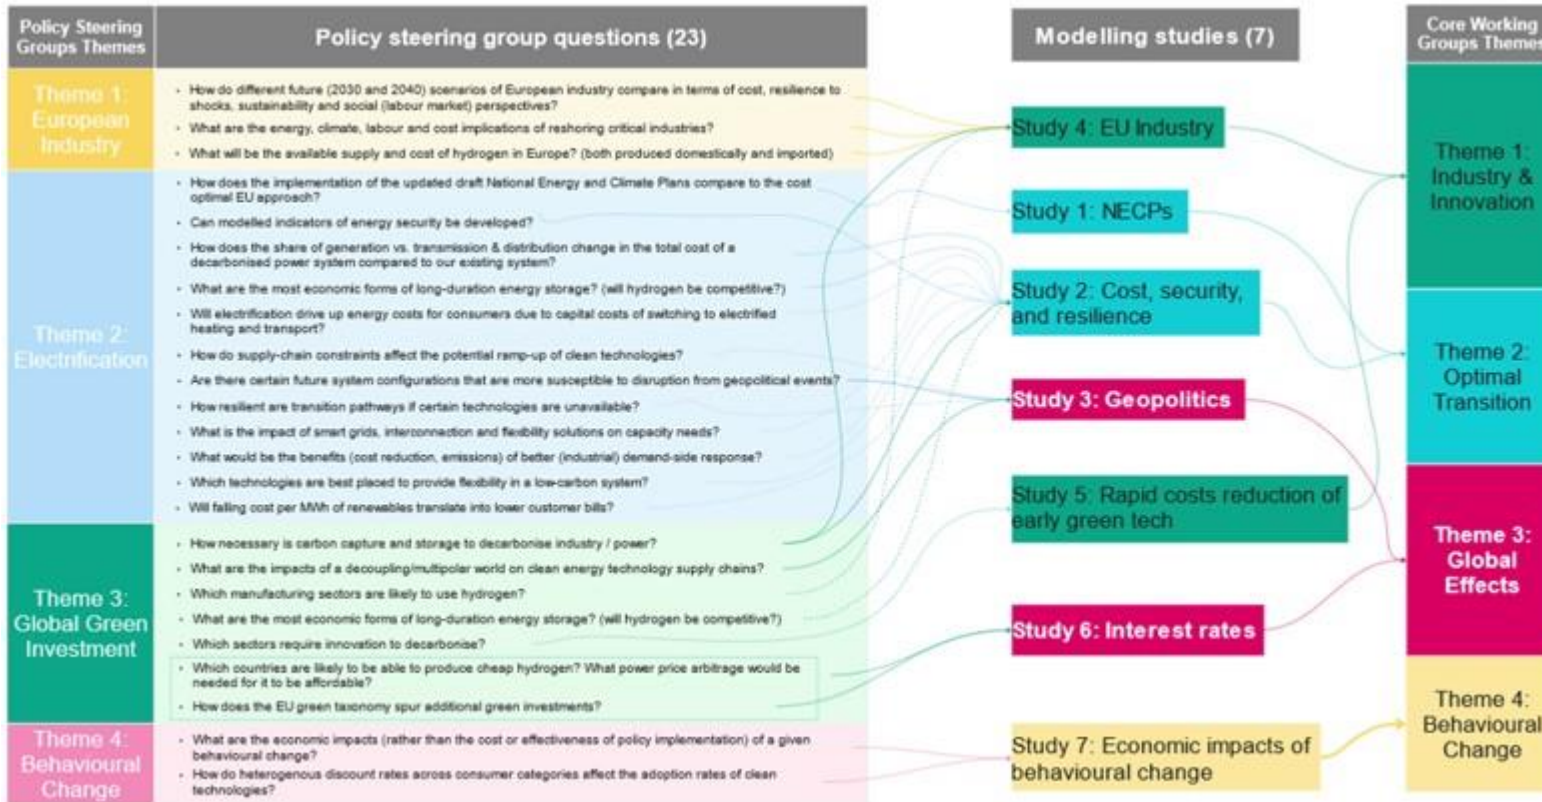 Policy Steering
Groups Themes
Policy steering group questions (23)
Modelling studies (7)
Core Working
Groups Themes
Theme 1:
European
Industry
• How do different future (2030 and 2040) scenarios of European industry compare in terms of cost, resilience to
shocks, sustainability and social (labour market) perspectives?
• What are the energy, climate, labour and cost implications of reshoring critical industries?
• What will be the available supply and cost of hydrogen in Europe? (both produced domestically and imported)
Theme 2:
Electrification
• How does the implementation of the updated draft National Energy and Climate Plans compare to the cost
optimal EU approach?
• Can modelled indicators of energy security be developed?
• How does the share of generation vs. transmission & distribution change in the total cost of a
decarbonised power system compared to our existing system?
• What are the most economic forms of long-duration energy storage? (will hydrogen be competitive?)
• Will electrification drive up energy costs for consumers due to capital costs of switching to electrified
heating and transport?
• How do supply-chain constraints affect the potential ramp-up of clean technologies?
• Are there certain future system configurations that are more susceptible to disruption from geopolitical events?
• How resilient are transition pathways if certain technologies are unavailable?
• What is the impact of smart grids, interconnection and flexibility solutions on capacity needs?
• What would be the benefits (cost reduction, emissions) of better (industrial) demand-side response?
• Which technologies are best placed to provide flexibility in a low-carbon system?
• Will falling cost per MWh of renewables translate into lower customer bills?
Theme 3:
Global Green
Investment
• How necessary is carbon capture and storage to decarbonise industry / power?
• What are the impacts of a decoupling/multipolar world on clean energy technology supply chains?
• Which manufacturing sectors are likely to use hydrogen?
• What are the most economic forms of long-duration energy storage? (will hydrogen be competitive?)
• Which sectors require innovation to decarbonise?
• Which countries are likely to be able to produce cheap hydrogen? What power price arbitrage would be
needed for it to be affordable?
• How does the EU green taxonomy spur additional green investments?
Theme 4:
Behavioural
Change
• What are the economic impacts (rather than the cost or effectiveness of policy implementation) of a given
behavioural change?
• How do heterogenous discount rates across consumer categories affect the adoption rates of clean
technologies?
Study 4: EU Industry
Study 1: NECPs
Study 2: Cost, security,
and resilience
Study 3: Geopolitics
Study 5: Rapid costs reduction of
early green tech
Study 6: Interest rates
Study 7: Economic impacts of
behavioural change
Theme 1:
Industry &
Innovation
Theme 2:
Optimal
Transition
Theme 3:
Global
Effects
Theme 4:
Behavioural
Change